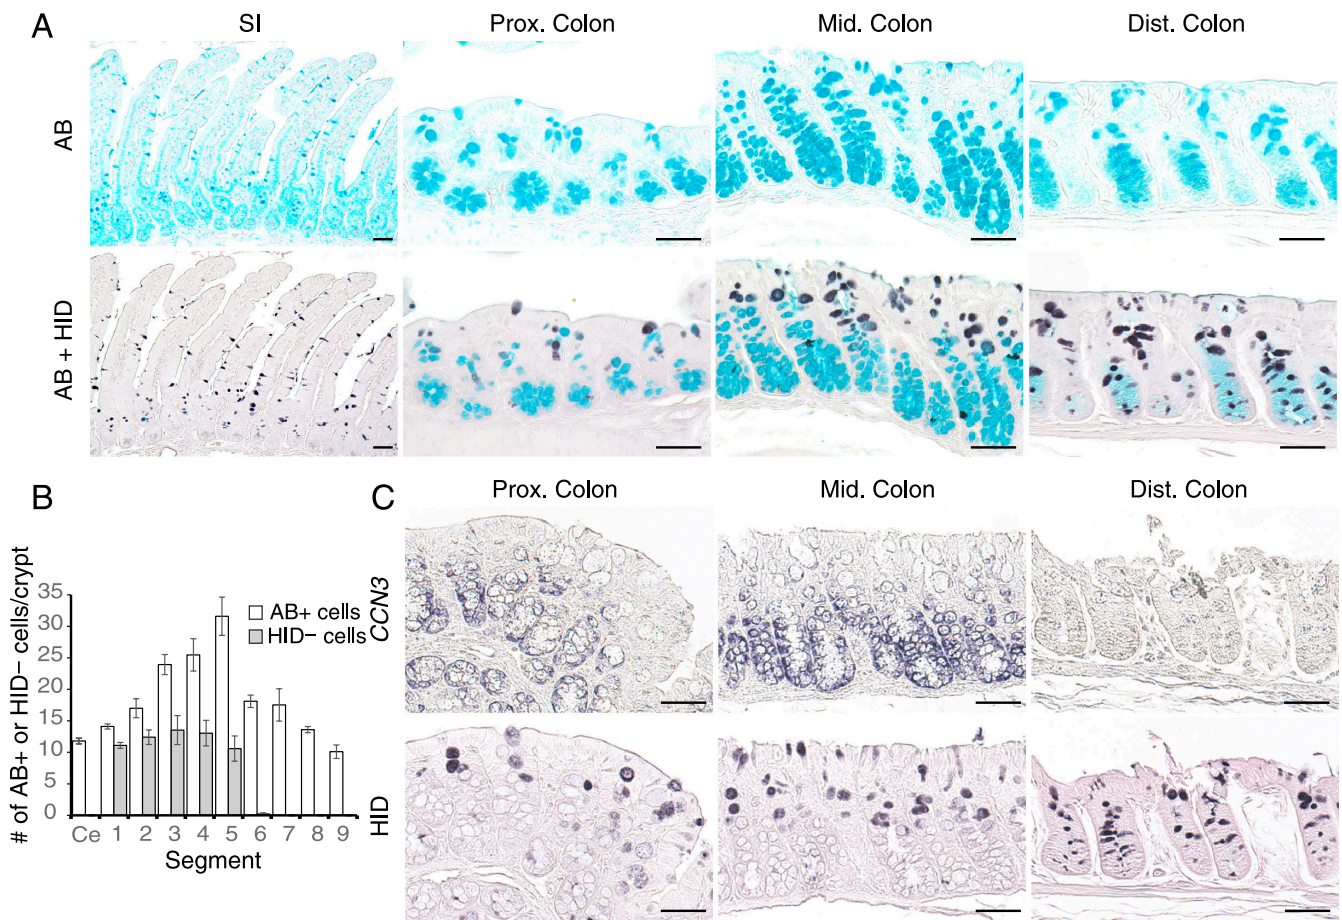 A
SI
Prox. Colon
Mid. Colon
Dist. Colon
AB
AB + HID
B
# of AB+ or HID− cells/crypt
35
30
25
20
15
10
5
0
AB+ cells
HID− cells
Ce 1 2 3 4 5 6 7 8 9
Segment
C
Prox. Colon
Mid. Colon
Dist. Colon
CCN3
HID